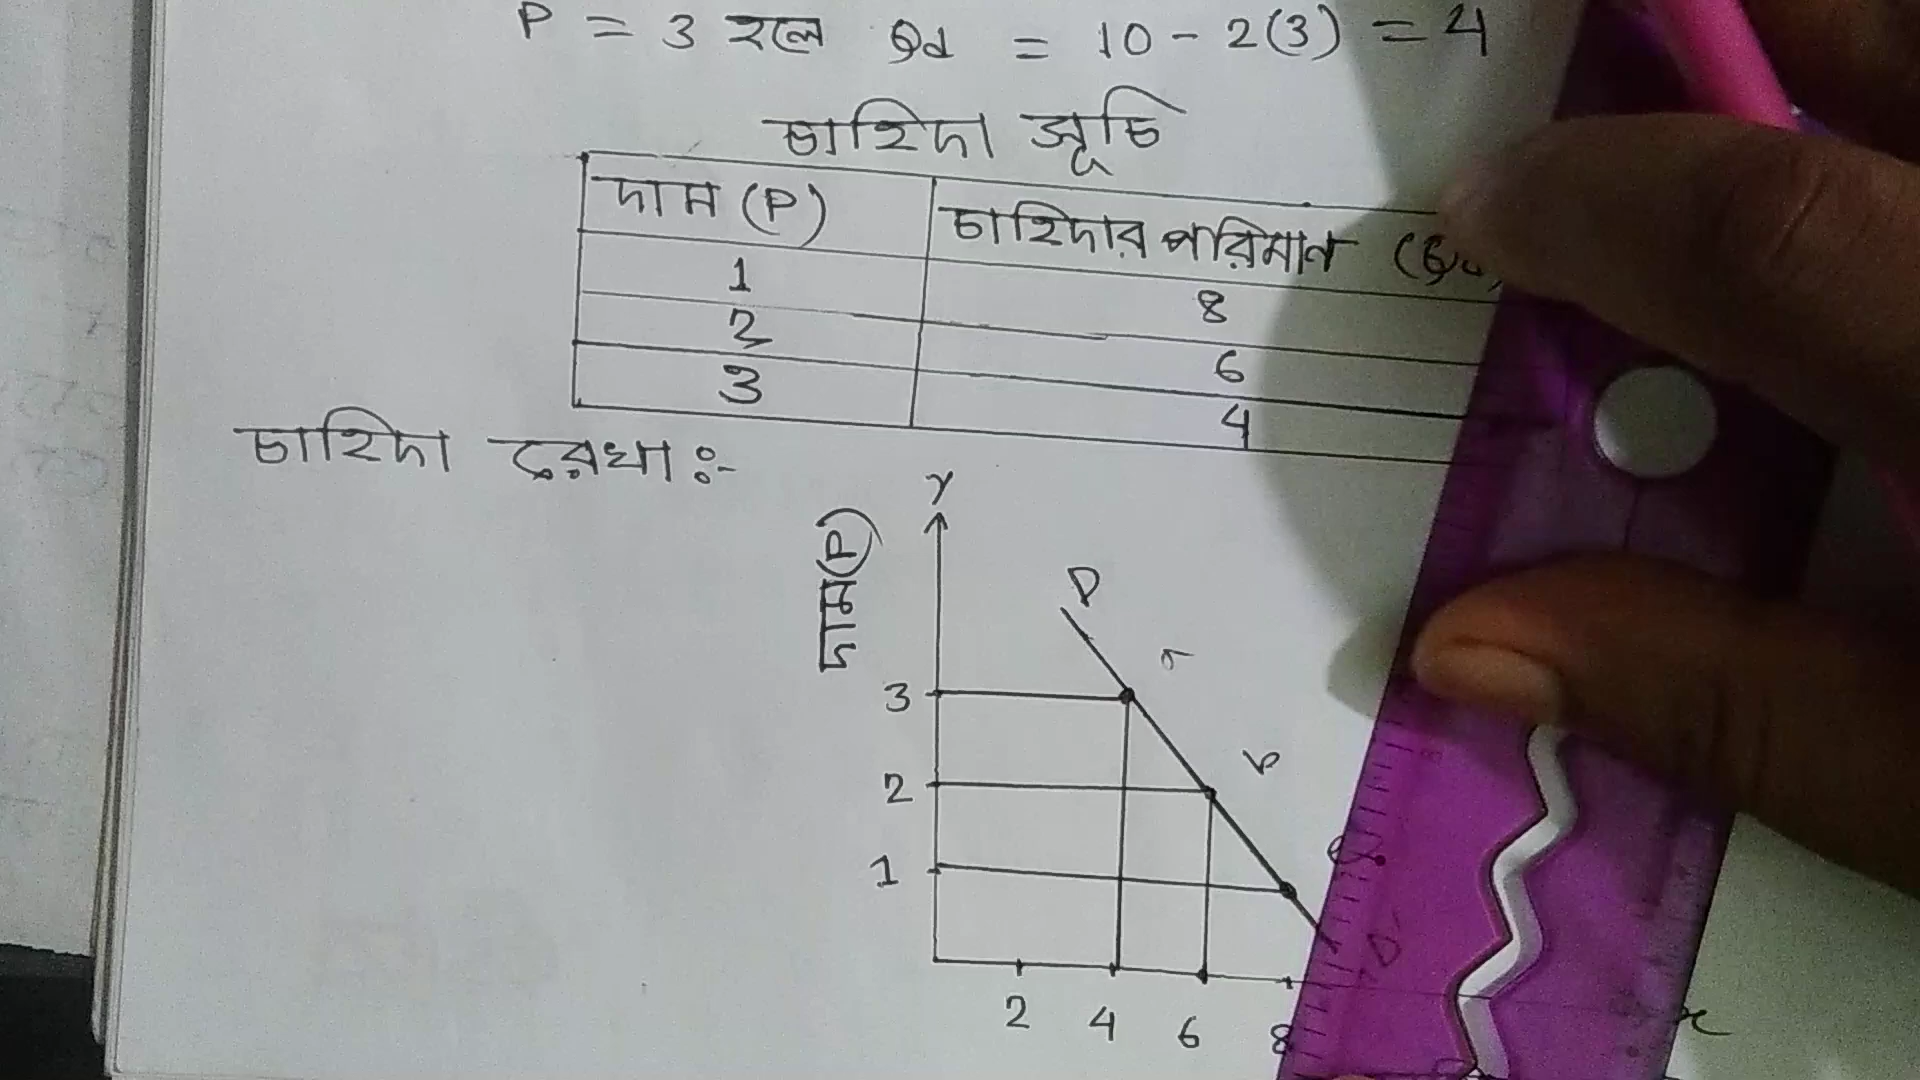 P = 3 হলে Qd = 10 - 2(3) = 4
চাহিদা সূচি
দাম (P) চাহিদার পরিমান
1 8
2 6
3 4
চাহিদা রেখা :-
Y
দাম (P)
D
3
2
1
D
2 4 6 8
x